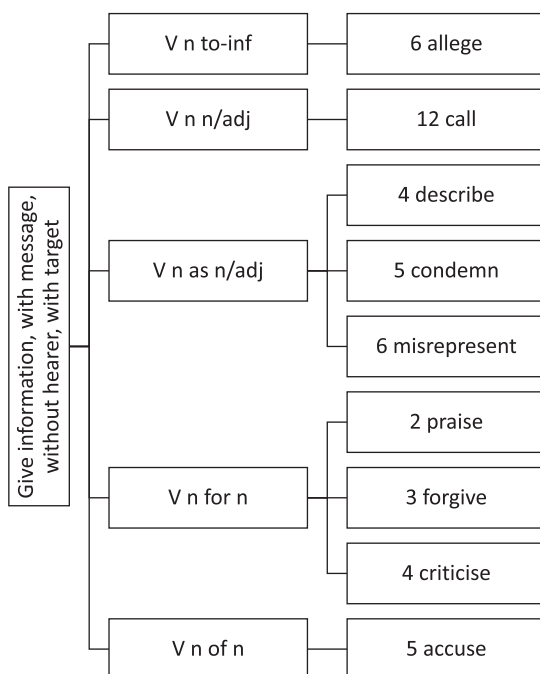 Give information, with message,
without hearer, with target
V n to-inf
6 allege
V n n/adj
12 call
V n as n/adj
4 describe
5 condemn
6 misrepresent
V n for n
2 praise
3 forgive
4 criticise
V n of n
5 accuse